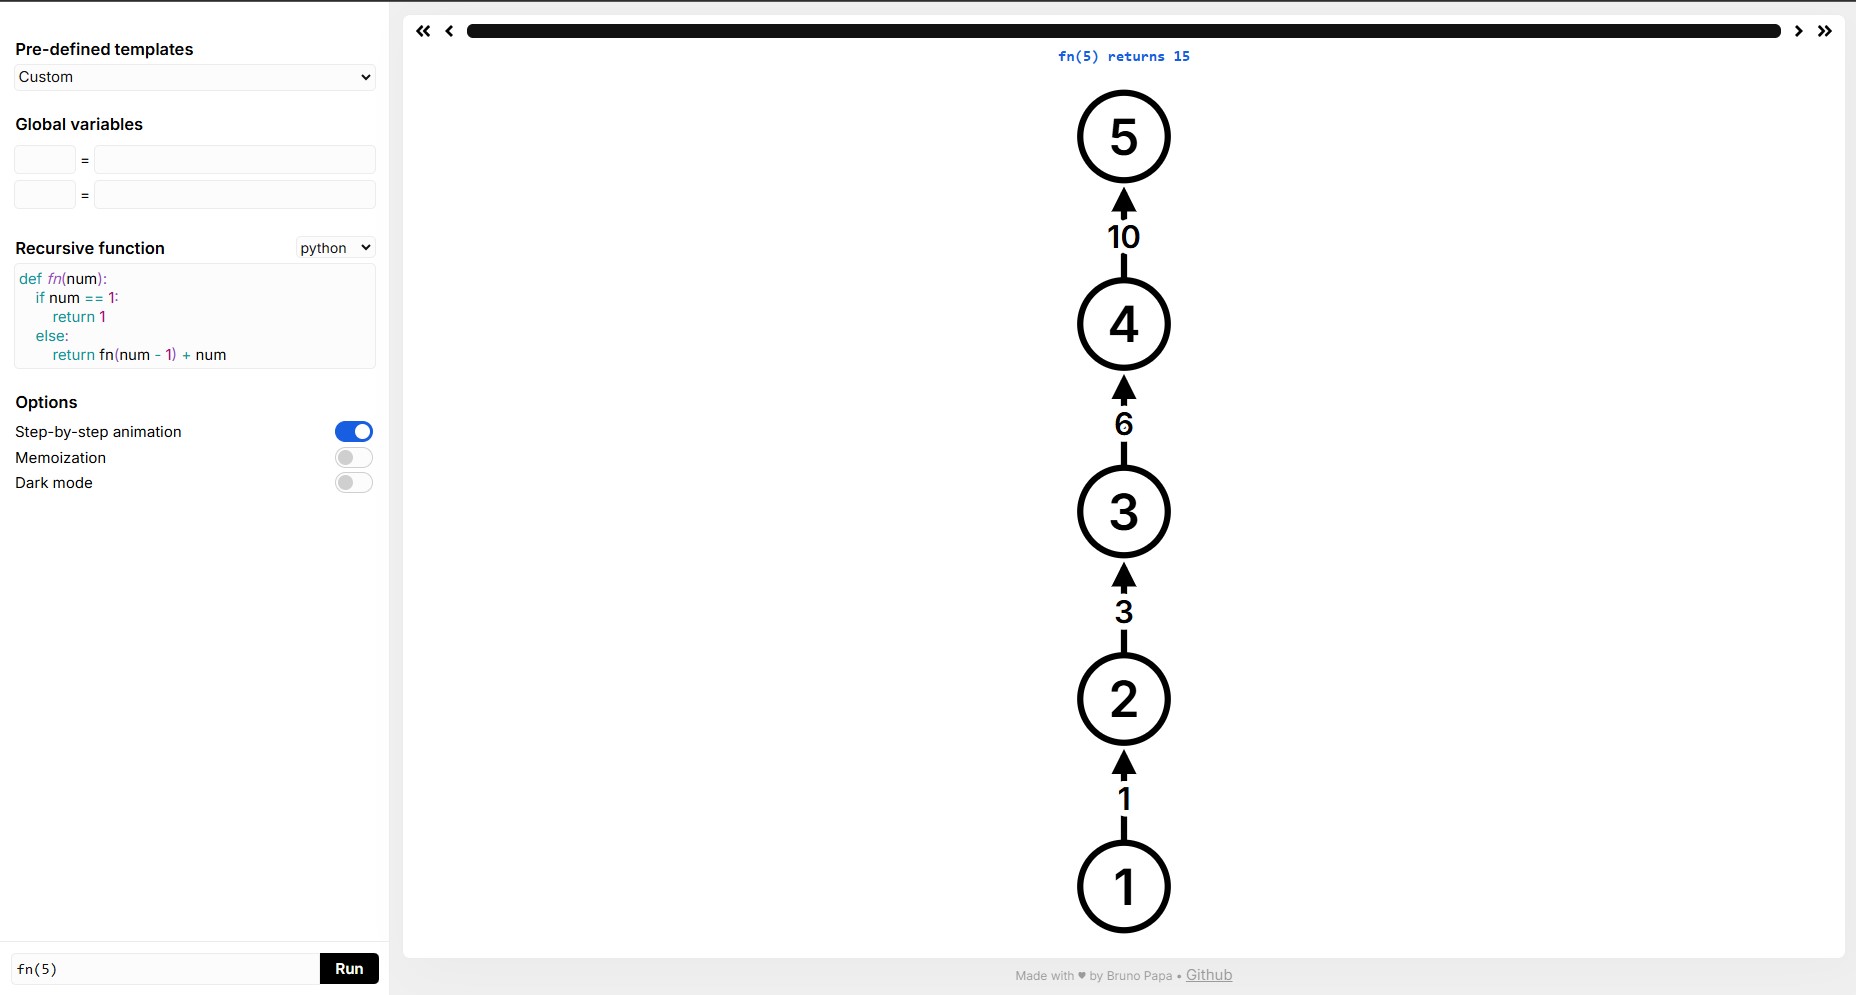 Pre-defined templates
Custom
Global variables
=
=
Recursive function python
def fn(num):
    if num == 1:
        return 1
    else:
        return fn(num - 1) + num
Options
Step-by-step animation
Memoization
Dark mode
fn(5) Run
fn(5) returns 15
5
10
4
6
3
3
2
1
1
Made with ♥ by Bruno Papa • Github